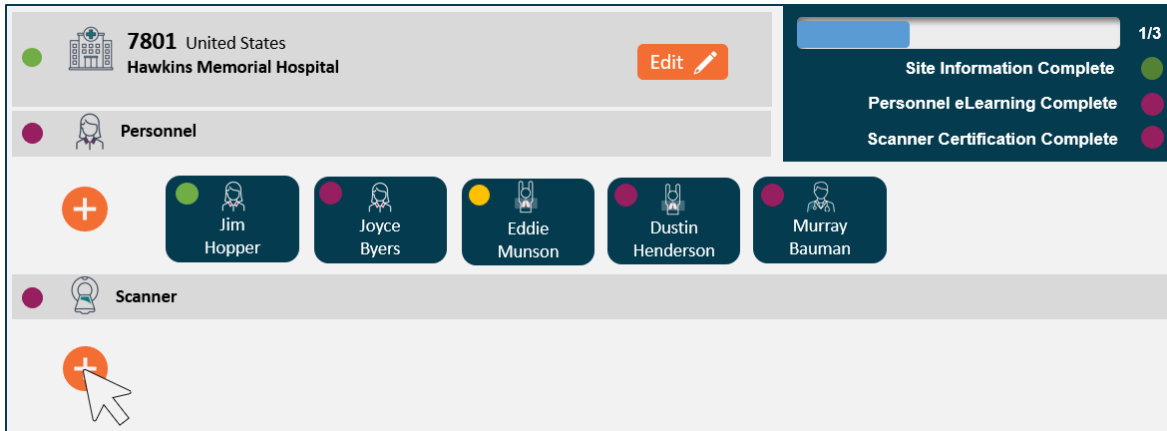 7801 United States
Hawkins Memorial Hospital
Edit
1/3
Site Information Complete
Personnel eLearning Complete
Scanner Certification Complete
Personnel
Jim
Hopper
Joyce
Byers
Eddie
Munson
Dustin
Henderson
Murray
Bauman
Scanner